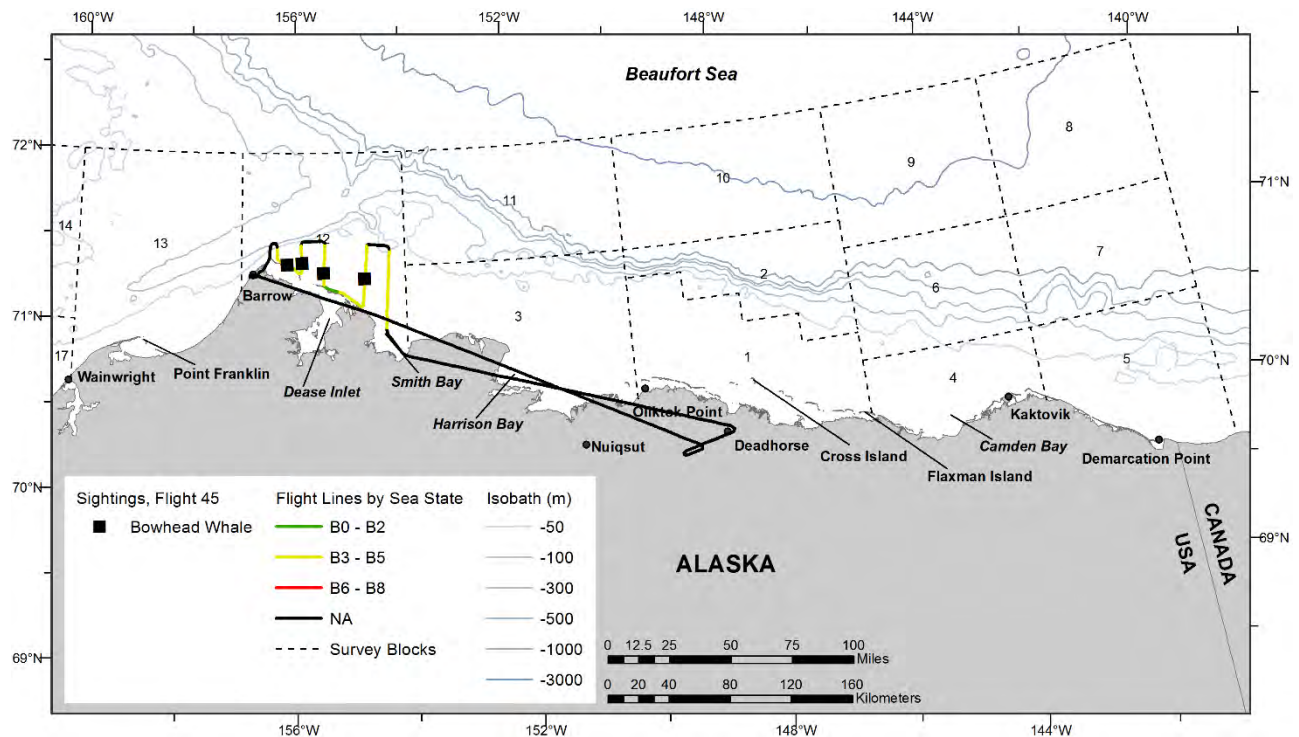 160°W 156°W 152°W 148°W 144°W 140°W
Beaufort Sea
72°N
71°N
8
9
10
11
14
13
12
7
2
6
Barrow
71°N
3
1
5
70°N
17
Point Franklin
Wainwright
Smith Bay
4
Dease Inlet
Kaktovik
Oliktok Point
Harrison Bay
Camden Bay
Nuiqsut
Deadhorse
Cross Island
Demarcation Point
Flaxman Island
70°N
Sightings, Flight 45
Bowhead Whale
Flight Lines by Sea State
B0 - B2
B3 - B5
B6 - B8
NA
Survey Blocks
Isobath (m)
-50
-100
-300
-500
-1000
-3000
ALASKA
CANADA
USA
69°N
0 12.5 25 50 75 100
Miles
0 20 40 80 120 160
Kilometers
69°N
156°W 152°W 148°W 144°W